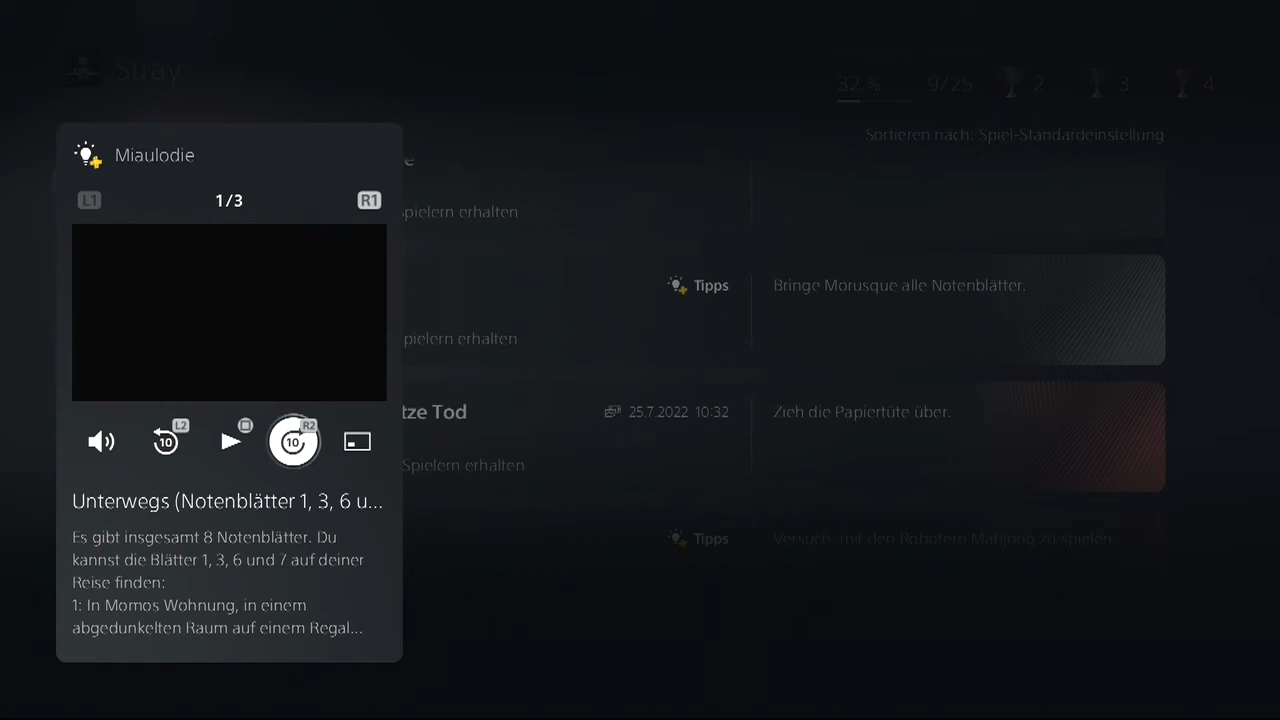 Stray
32 %
9/25
2
3
4
Sortieren nach: Spiel-Standardeinstellung
Miaulodie
L1
1/3
R1
10
L2
10
R2
Unterwegs (Notenblätter 1, 3, 6 u...
Es gibt insgesamt 8 Notenblätter. Du
kannst die Blätter 1, 3, 6 und 7 auf deiner
Reise finden:
1: In Momos Wohnung, in einem
abgedunkelten Raum auf einem Regal...
e
pielern erhalten
Tipps
Bringe Morusque alle Notenblätter.
pielern erhalten
tze Tod
25.7.2022 10:32
Zieh die Papiertüte über.
Spielern erhalten
Tipps
Versuch, mit den Robotern Mahjong zu spielen.